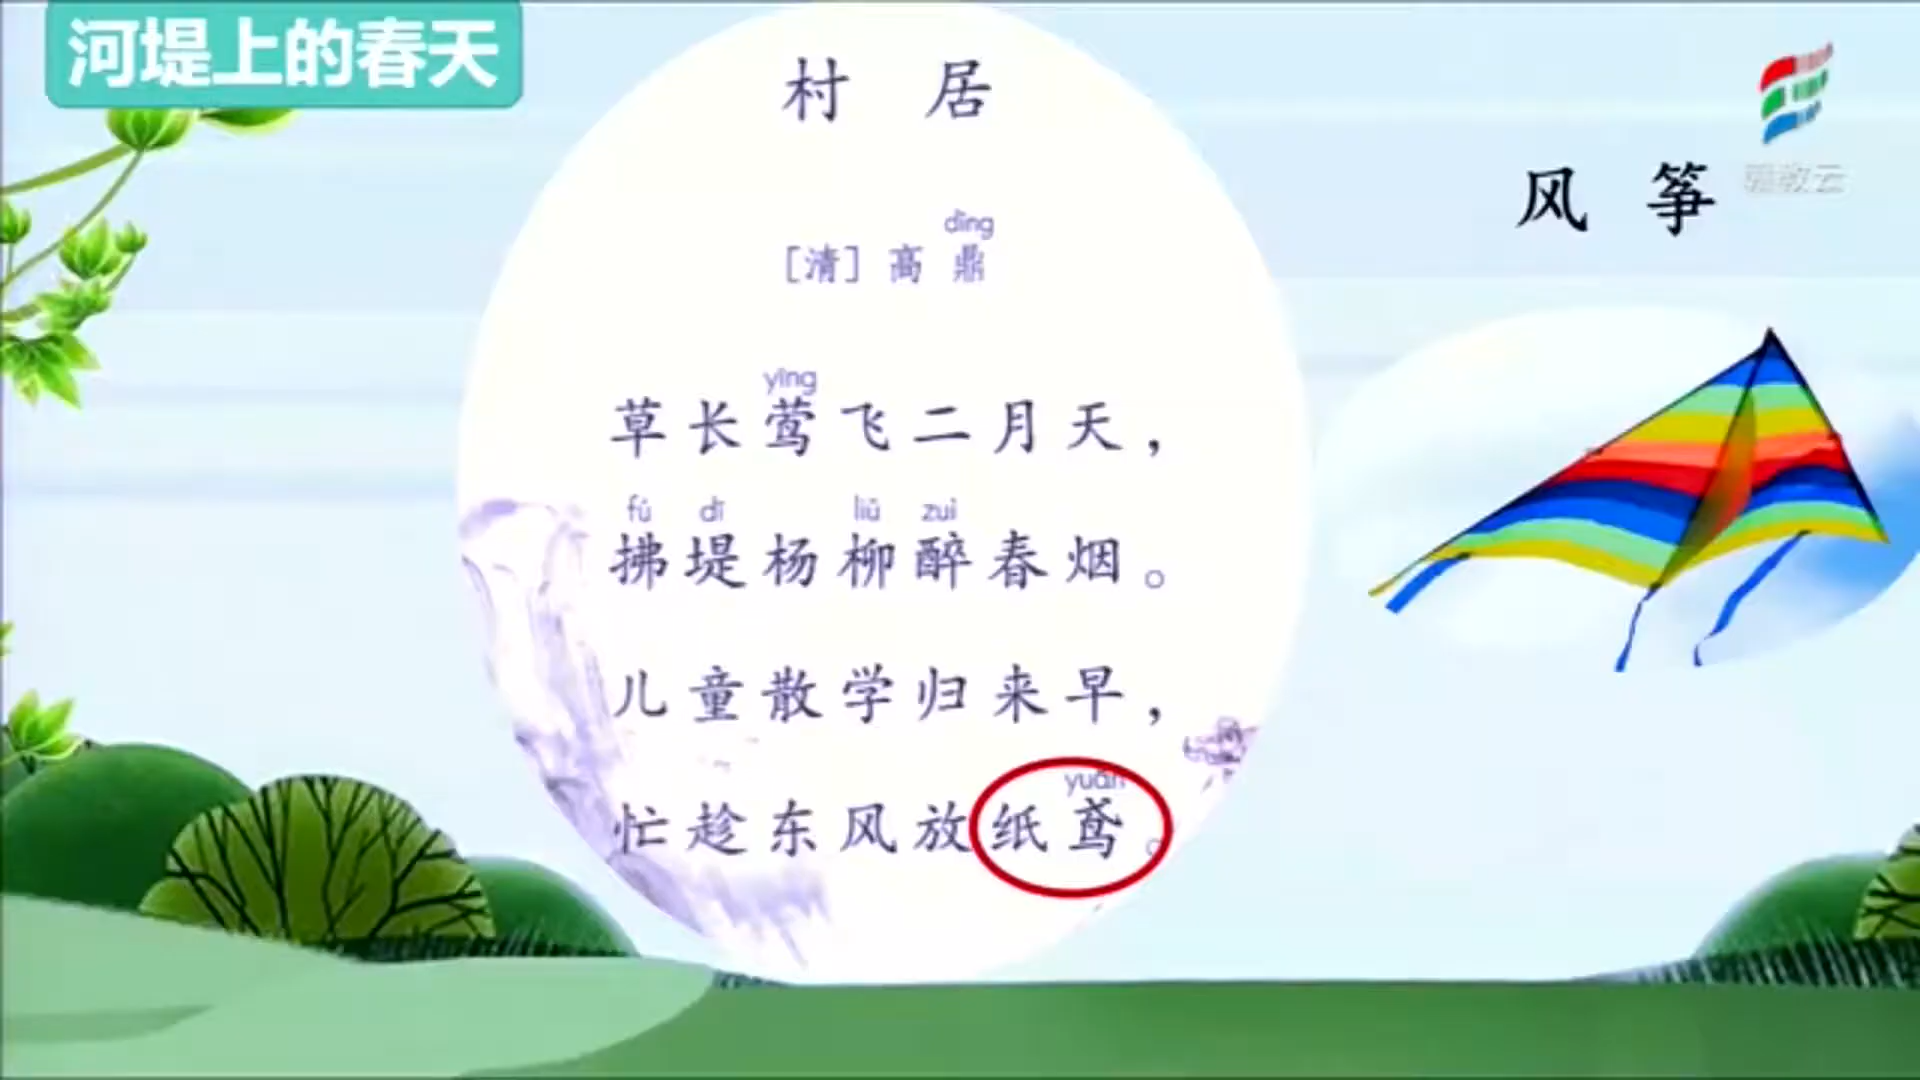 河堤上的春天
村 居
dǐng
[清] 高 鼎
yīng
草长莺飞二月天，
fú dī liǔ zuì
拂堤杨柳醉春烟。
儿童散学归来早，
yuān
忙趁东风放纸鸢。
风 筝